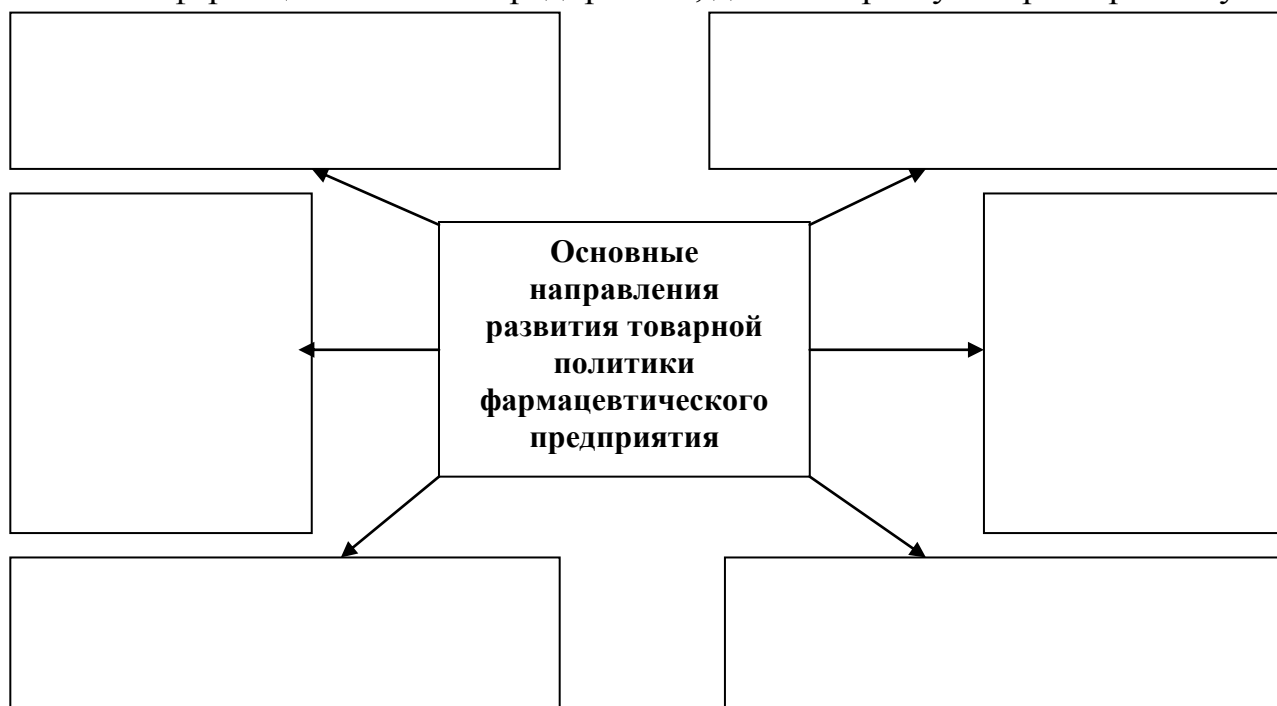 Основные
направления
развития товарной
политики
фармацевтического
предприятия